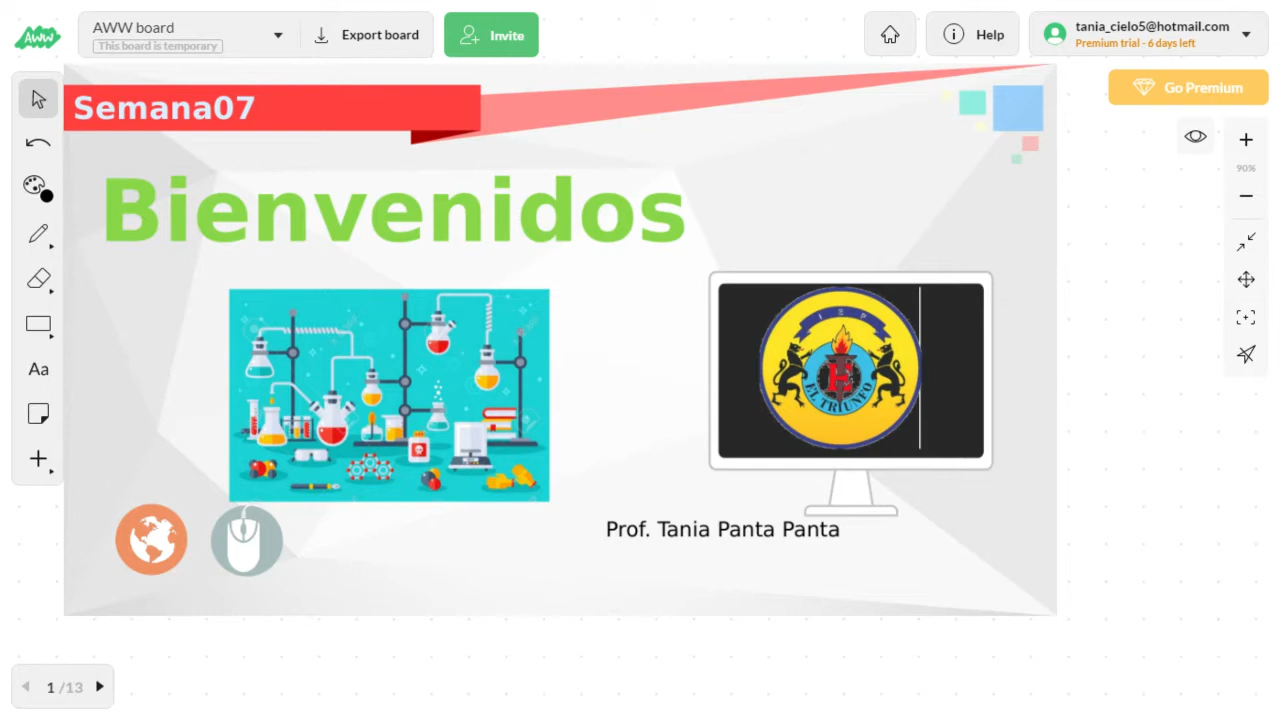 AWW
AWW board
This board is temporary
Export board
Invite
Help
tania_cielo5@hotmail.com
Premium trial - 6 days left
Go Premium
Semana07
Bienvenidos
90%
Aa
I E P
EL TRIUNFO
Prof. Tania Panta Panta
1 /13